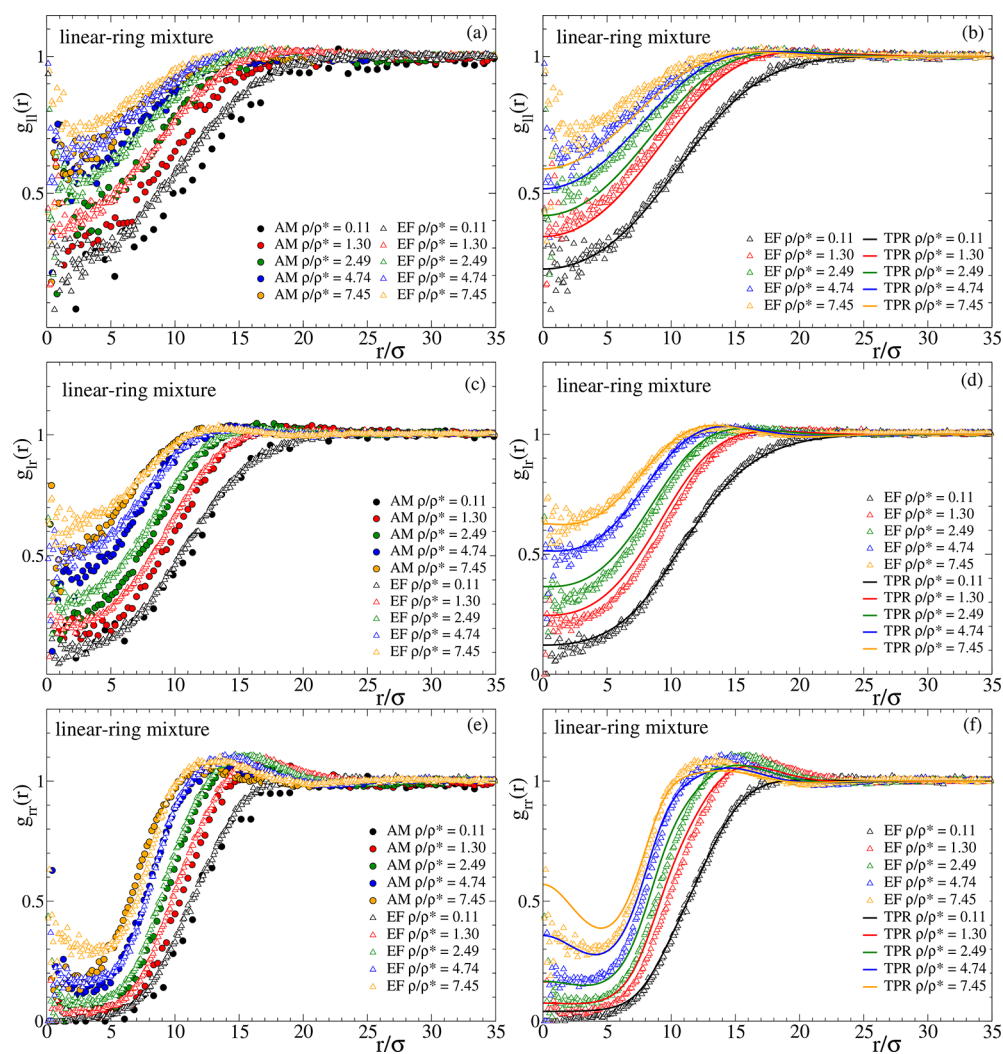 linear-ring mixture
(a)
g_ll(r)
1
0.5
AM ρ/ρ* = 0.11
AM ρ/ρ* = 1.30
AM ρ/ρ* = 2.49
AM ρ/ρ* = 4.74
AM ρ/ρ* = 7.45
EF ρ/ρ* = 0.11
EF ρ/ρ* = 1.30
EF ρ/ρ* = 2.49
EF ρ/ρ* = 4.74
EF ρ/ρ* = 7.45
0 5 10 15 20 25 30 35
r/σ
linear-ring mixture
(b)
g_ll(r)
1
0.5
EF ρ/ρ* = 0.11
EF ρ/ρ* = 1.30
EF ρ/ρ* = 2.49
EF ρ/ρ* = 4.74
EF ρ/ρ* = 7.45
TPR ρ/ρ* = 0.11
TPR ρ/ρ* = 1.30
TPR ρ/ρ* = 2.49
TPR ρ/ρ* = 4.74
TPR ρ/ρ* = 7.45
0 5 10 15 20 25 30 35
r/σ
linear-ring mixture
(c)
g_lr(r)
1
0.5
0
AM ρ/ρ* = 0.11
AM ρ/ρ* = 1.30
AM ρ/ρ* = 2.49
AM ρ/ρ* = 4.74
AM ρ/ρ* = 7.45
EF ρ/ρ* = 0.11
EF ρ/ρ* = 1.30
EF ρ/ρ* = 2.49
EF ρ/ρ* = 4.74
EF ρ/ρ* = 7.45
0 5 10 15 20 25 30 35
r/σ
linear-ring mixture
(d)
g_lr(r)
1
0.5
0
EF ρ/ρ* = 0.11
EF ρ/ρ* = 1.30
EF ρ/ρ* = 2.49
EF ρ/ρ* = 4.74
EF ρ/ρ* = 7.45
TPR ρ/ρ* = 0.11
TPR ρ/ρ* = 1.30
TPR ρ/ρ* = 2.49
TPR ρ/ρ* = 4.74
TPR ρ/ρ* = 7.45
0 5 10 15 20 25 30 35
r/σ
linear-ring mixture
(e)
g_rr(r)
1
0.5
0
AM ρ/ρ* = 0.11
AM ρ/ρ* = 1.30
AM ρ/ρ* = 2.49
AM ρ/ρ* = 4.74
AM ρ/ρ* = 7.45
EF ρ/ρ* = 0.11
EF ρ/ρ* = 1.30
EF ρ/ρ* = 2.49
EF ρ/ρ* = 4.74
EF ρ/ρ* = 7.45
0 5 10 15 20 25 30 35
r/σ
linear-ring mixture
(f)
g_rr(r)
1
0.5
0
EF ρ/ρ* = 0.11
EF ρ/ρ* = 1.30
EF ρ/ρ* = 2.49
EF ρ/ρ* = 4.74
EF ρ/ρ* = 7.45
TPR ρ/ρ* = 0.11
TPR ρ/ρ* = 1.30
TPR ρ/ρ* = 2.49
TPR ρ/ρ* = 4.74
TPR ρ/ρ* = 7.45
0 5 10 15 20 25 30 35
r/σ